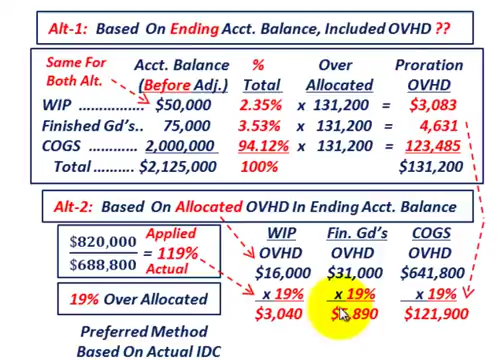 Alt-1: Based On Ending Acct. Balance, Included OVHD ??
Same For Both Alt.
Acct. Balance (Before Adj.) % Total Over Allocated Proration OVHD
WIP ................ $50,000 2.35% x 131,200 = $3,083
Finished Gd's.. 75,000 3.53% x 131,200 = 4,631
COGS ............ 2,000,000 94.12% x 131,200 = 123,485
Total .......... $2,125,000 100% $131,200
Alt-2: Based On Allocated OVHD In Ending Acct. Balance
$820,000 Applied
$688,800 Actual
= 119%
WIP Fin. Gd's COGS
OVHD OVHD OVHD
$16,000 $31,000 $641,800
19% Over Allocated
x 19% x 19% x 19%
$3,040 $121,900
Preferred Method
Based On Actual IDC